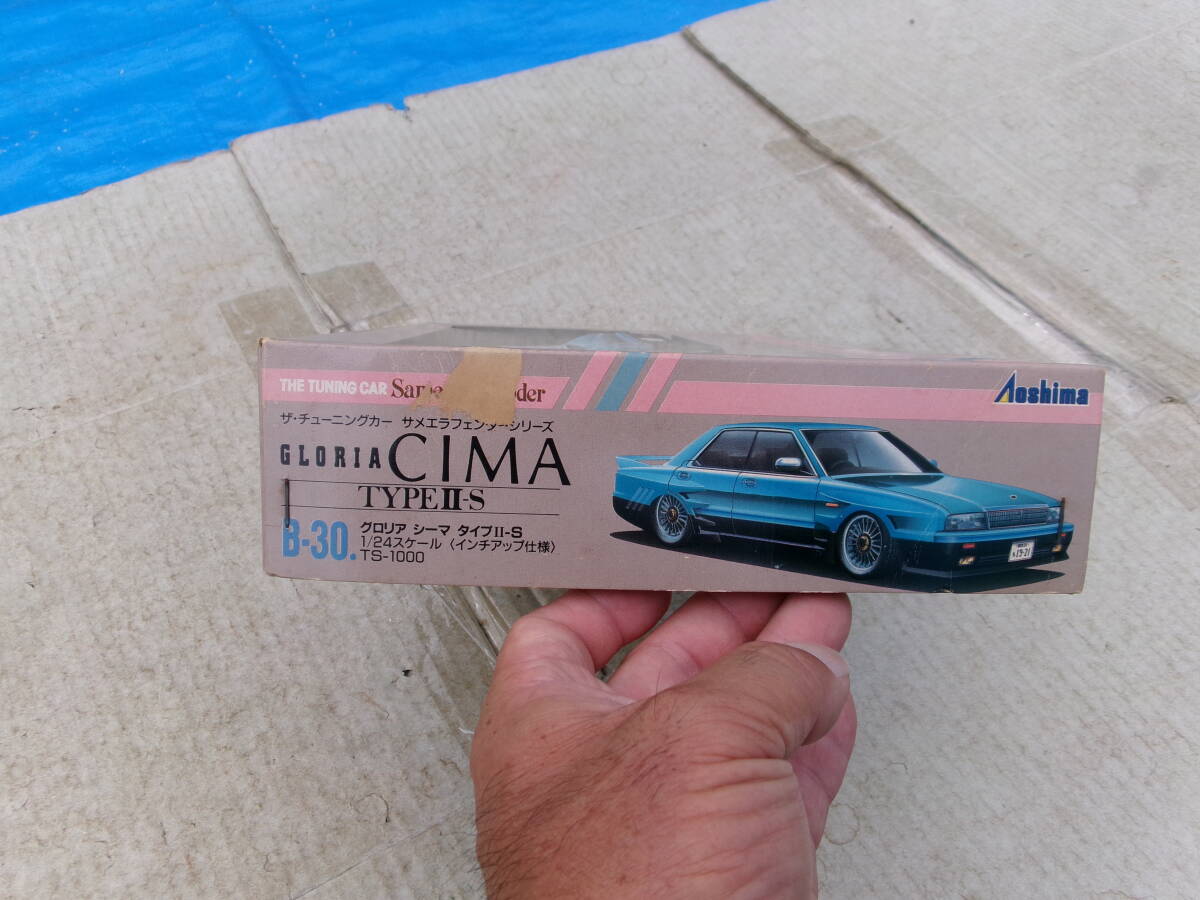 THE TUNING CAR
Aoshima
ザ・チューニングカー サメエラフェンダーシリーズ
GLORIA CIMA
TYPE II-S
B-30. グロリア シーマ タイプII-S
1/24スケール〈インチアップ仕様〉
TS-1000